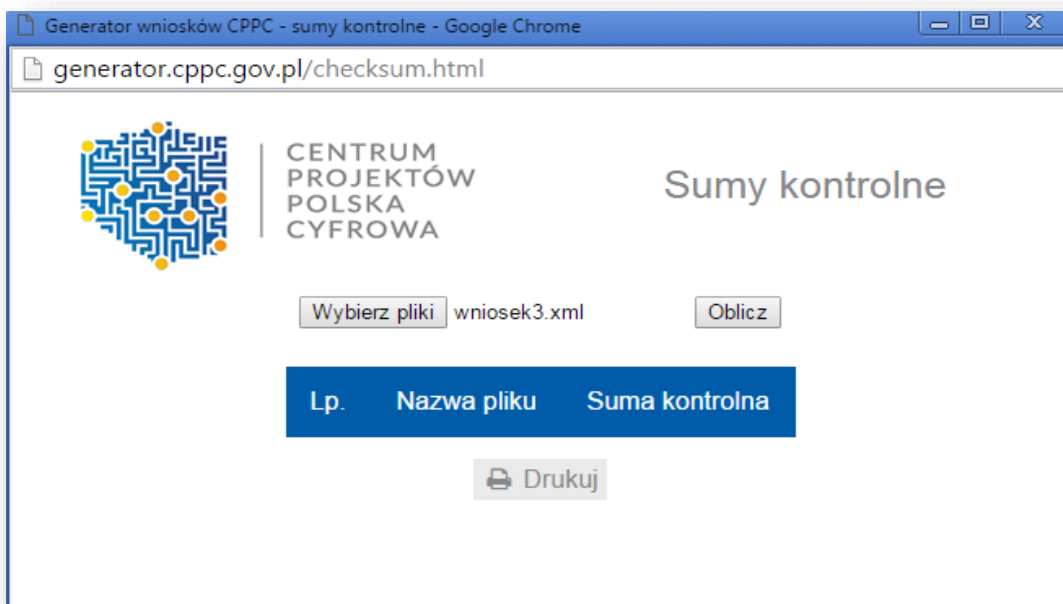 Generator wniosków CPPC - sumy kontrolne - Google Chrome
generator.cppc.gov.pl/checksum.html
CENTRUM
PROJEKTÓW
POLSKA
CYFROWA
Sumy kontrolne
Wybierz pliki wniosek3.xml Oblicz
Lp. Nazwa pliku Suma kontrolna
Drukuj